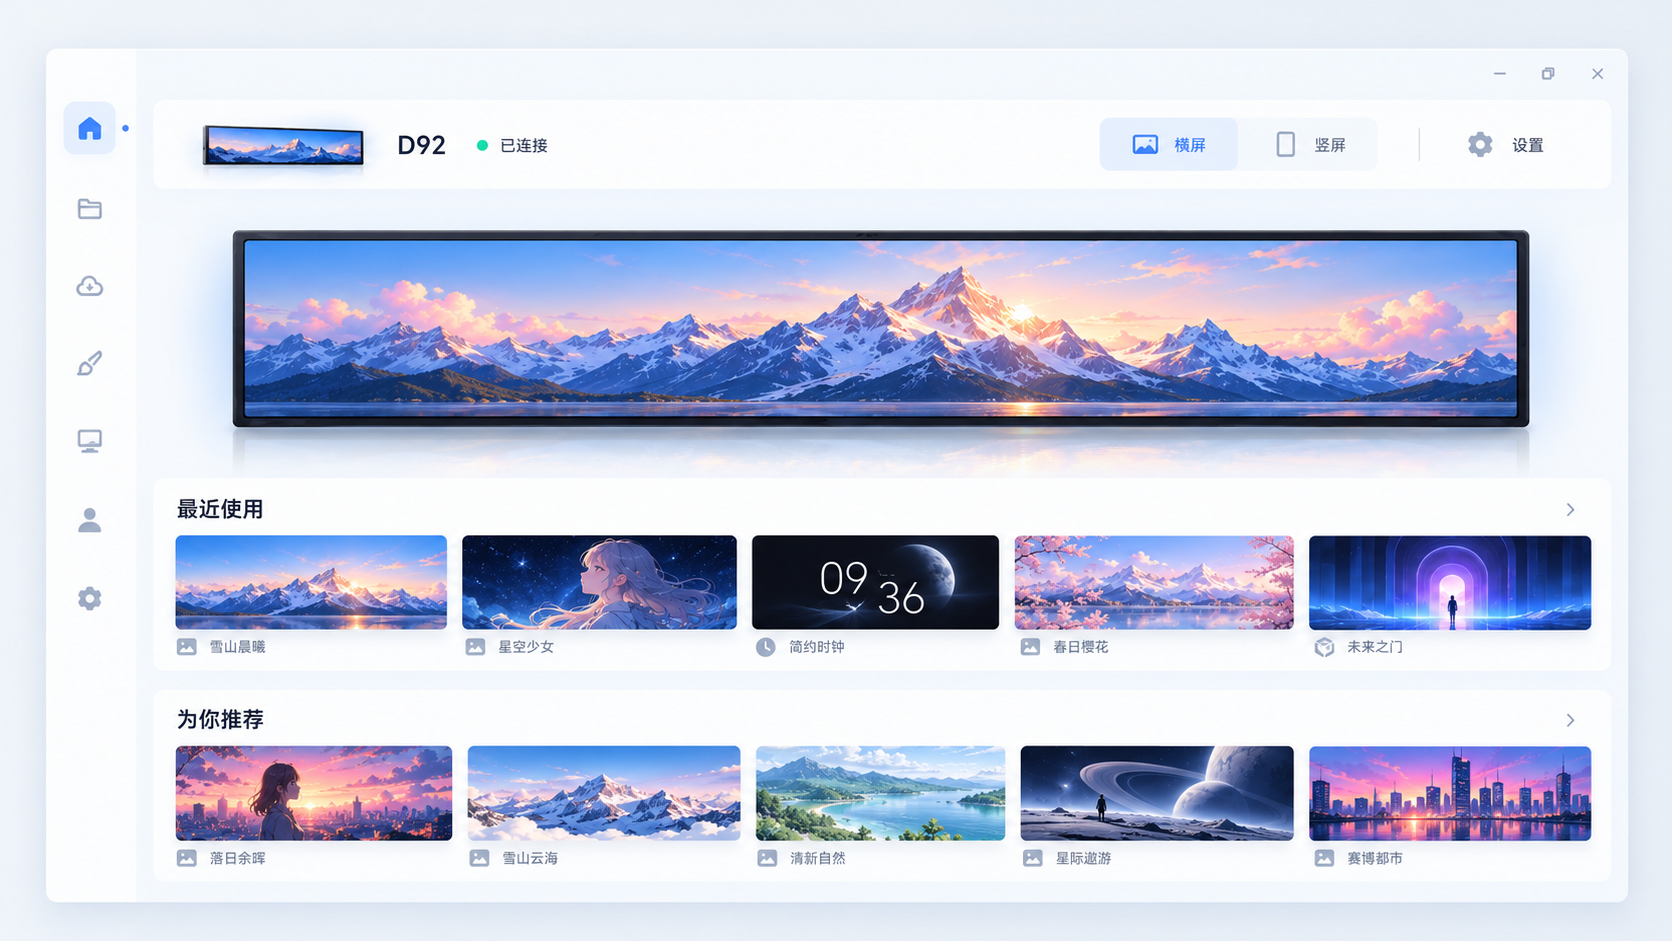 D92
已连接
横屏
竖屏
设置
最近使用
09
36
雪山晨曦
星空少女
简约时钟
春日樱花
未来之门
为你推荐
落日余晖
雪山云海
清新自然
星际遨游
赛博都市